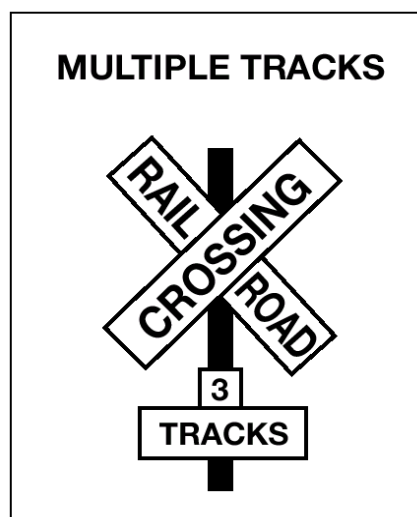 MULTIPLE TRACKS
RAIL
CROSSING
ROAD
3
TRACKS